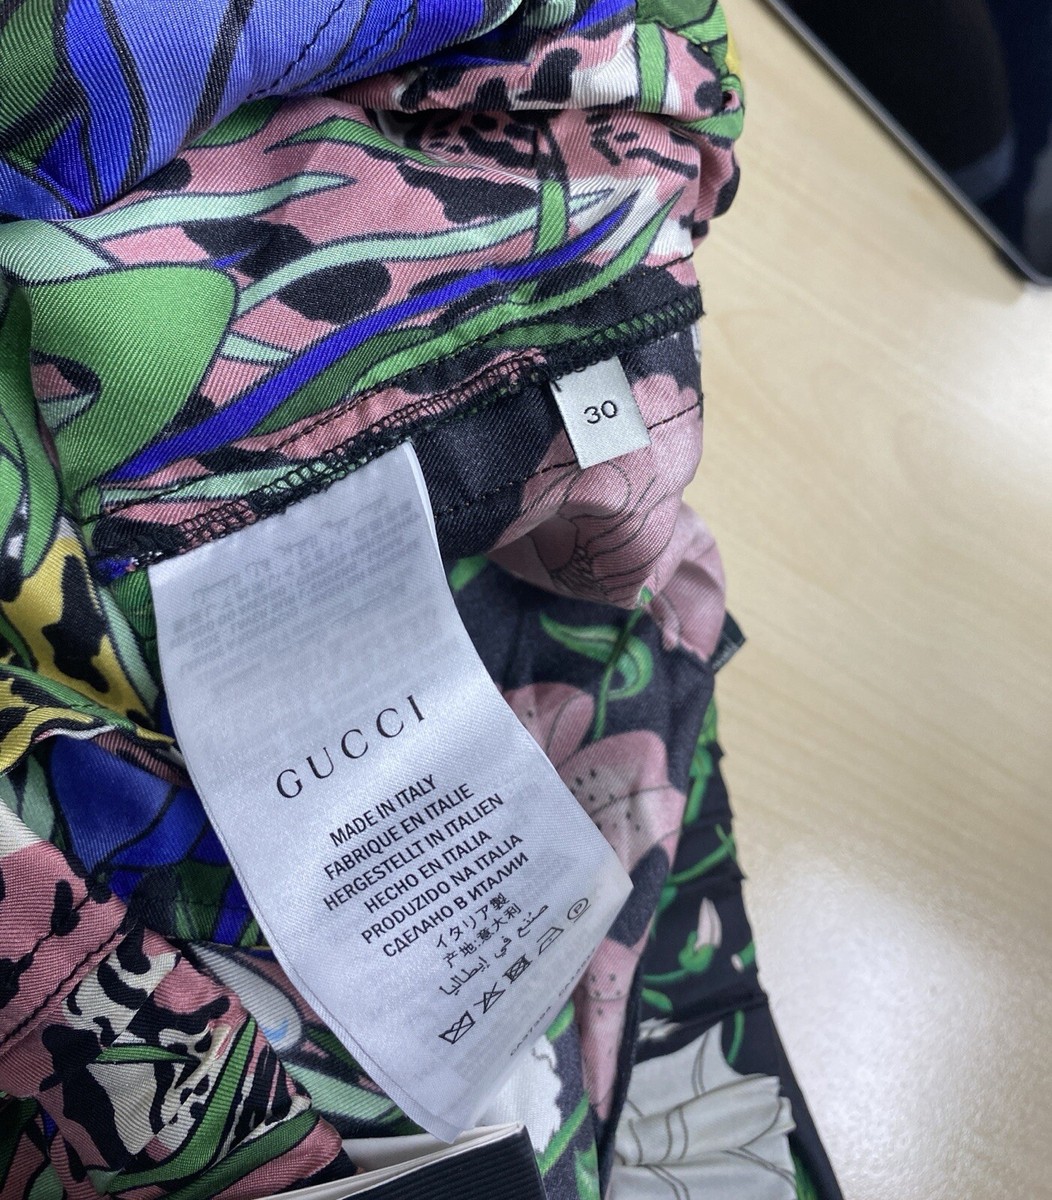 30
GUCCI
MADE IN ITALY
FABRIQUE EN ITALIE
HERGESTELLT IN ITALIEN
HECHO EN ITALIA
PRODUZIDO NA ITALIA
СДЕЛАНО В ИТАЛИИ
イタリア製
产地:意大利
صنع في إيطاليا
P